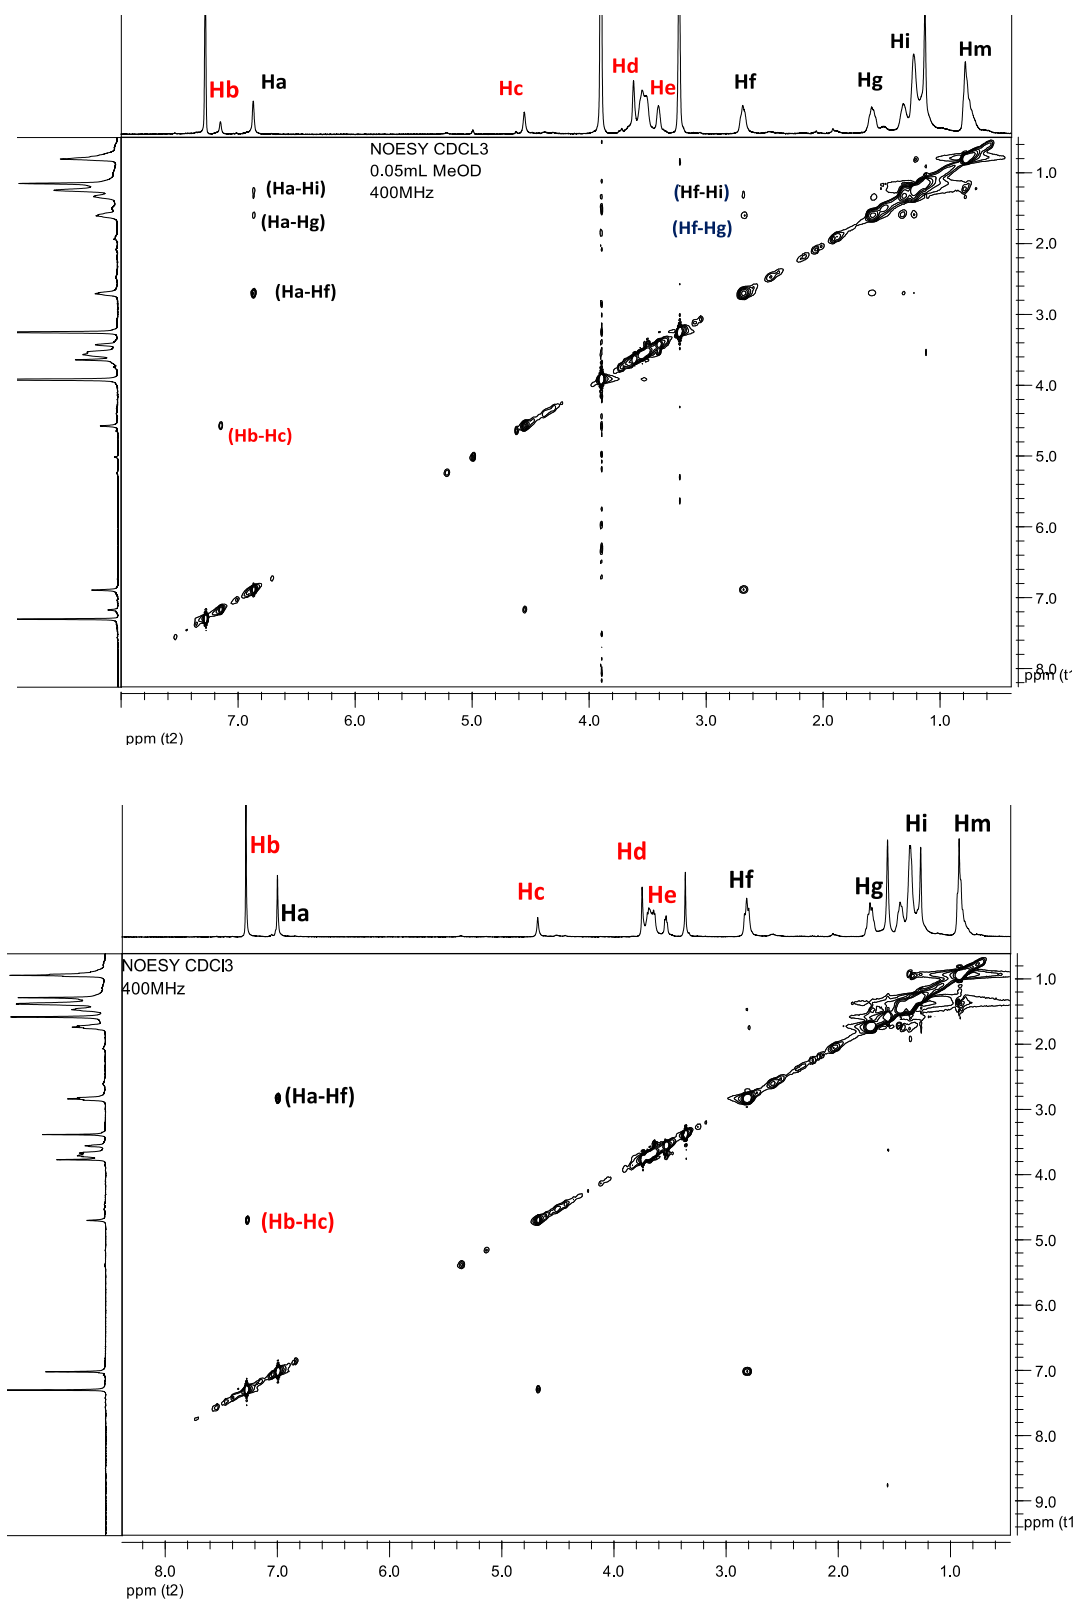 Hb
Ha
Hc
Hd
He
Hf
Hg
Hi
Hm
NOESY CDCL3
0.05mL MeOD
400MHz
(Ha-Hi)
(Ha-Hg)
(Ha-Hf)
(Hb-Hc)
(Hf-Hi)
(Hf-Hg)
1.0
2.0
3.0
4.0
5.0
6.0
7.0
8.0
ppm (t1
7.0 6.0 5.0 4.0 3.0 2.0 1.0
ppm (t2)
Hb
Ha
Hc
Hd
He
Hf
Hg
Hi
Hm
NOESY CDCl3
400MHz
(Ha-Hf)
(Hb-Hc)
1.0
2.0
3.0
4.0
5.0
6.0
7.0
8.0
9.0
ppm (t1
8.0 7.0 6.0 5.0 4.0 3.0 2.0 1.0
ppm (t2)